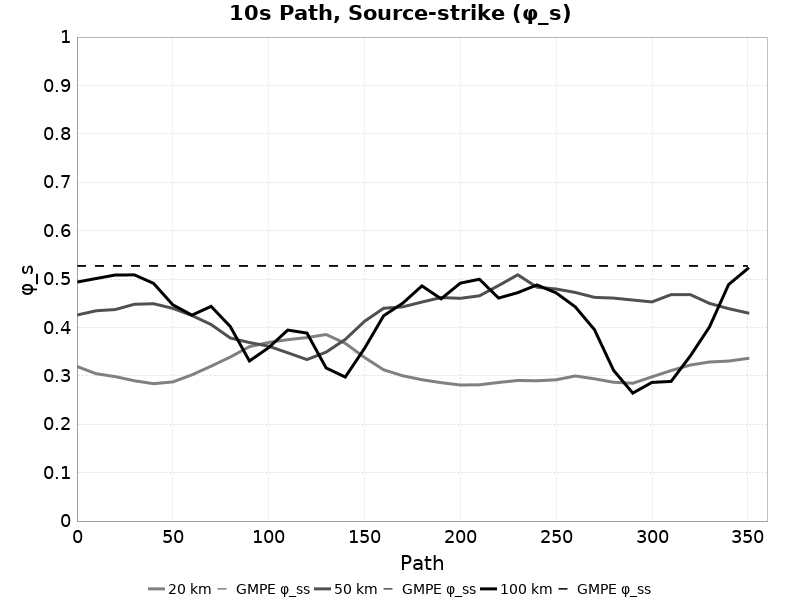 10s Path, Source-strike (φ_s)
1
0.9
0.8
0.7
0.6
0.5
0.4
0.3
0.2
0.1
0
φ_s
0 50 100 150 200 250 300 350
Path
20 km GMPE φ_ss 50 km GMPE φ_ss 100 km GMPE φ_ss